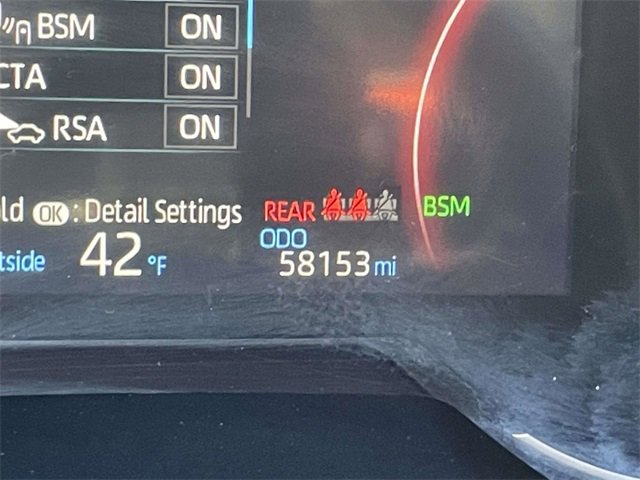 BSM ON
CTA ON
RSA ON
ld OK : Detail Settings REAR BSM
ODO
tside 42 °F 58153 mi